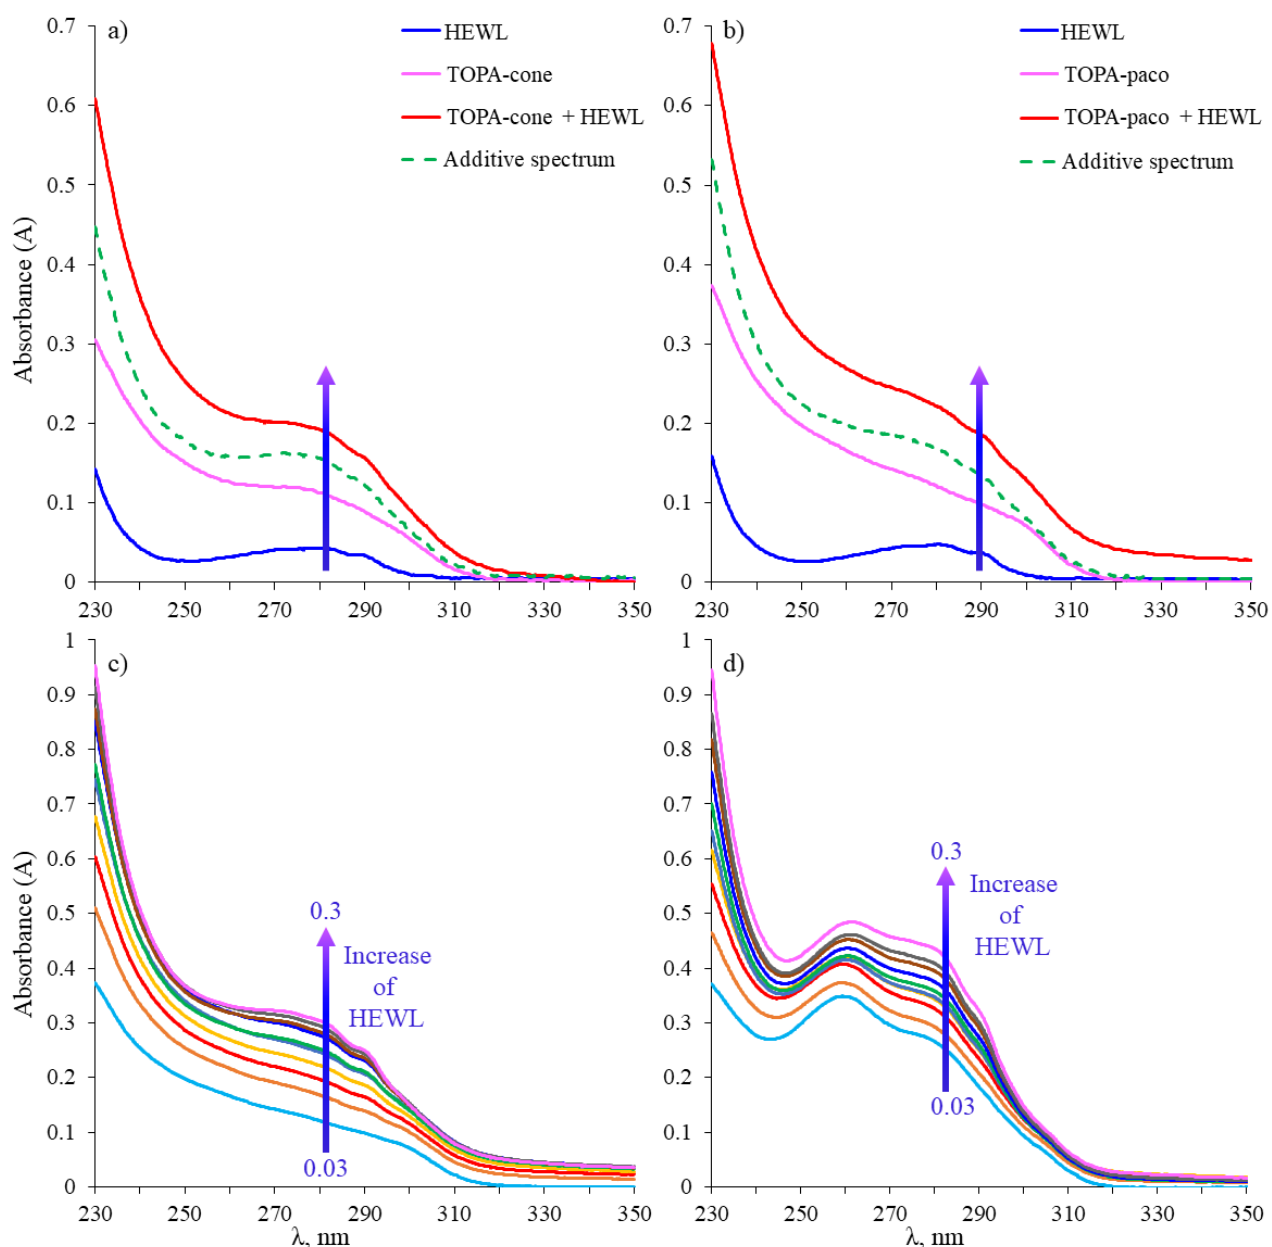 a)
HEWL
TOPA-cone
TOPA-cone + HEWL
Additive spectrum
Absorbance (A)
0.7
0.6
0.5
0.4
0.3
0.2
0.1
0
230 250 270 290 310 330 350
b)
HEWL
TOPA-paco
TOPA-paco + HEWL
Additive spectrum
0.7
0.6
0.5
0.4
0.3
0.2
0.1
0
230 250 270 290 310 330 350
c)
Absorbance (A)
1
0.9
0.8
0.7
0.6
0.5
0.4
0.3
0.2
0.1
0
0.3
Increase
of
HEWL
0.03
230 250 270 290 310 330 350
λ, nm
d)
1
0.9
0.8
0.7
0.6
0.5
0.4
0.3
0.2
0.1
0
0.3
Increase
of
HEWL
0.03
230 250 270 290 310 330 350
λ, nm